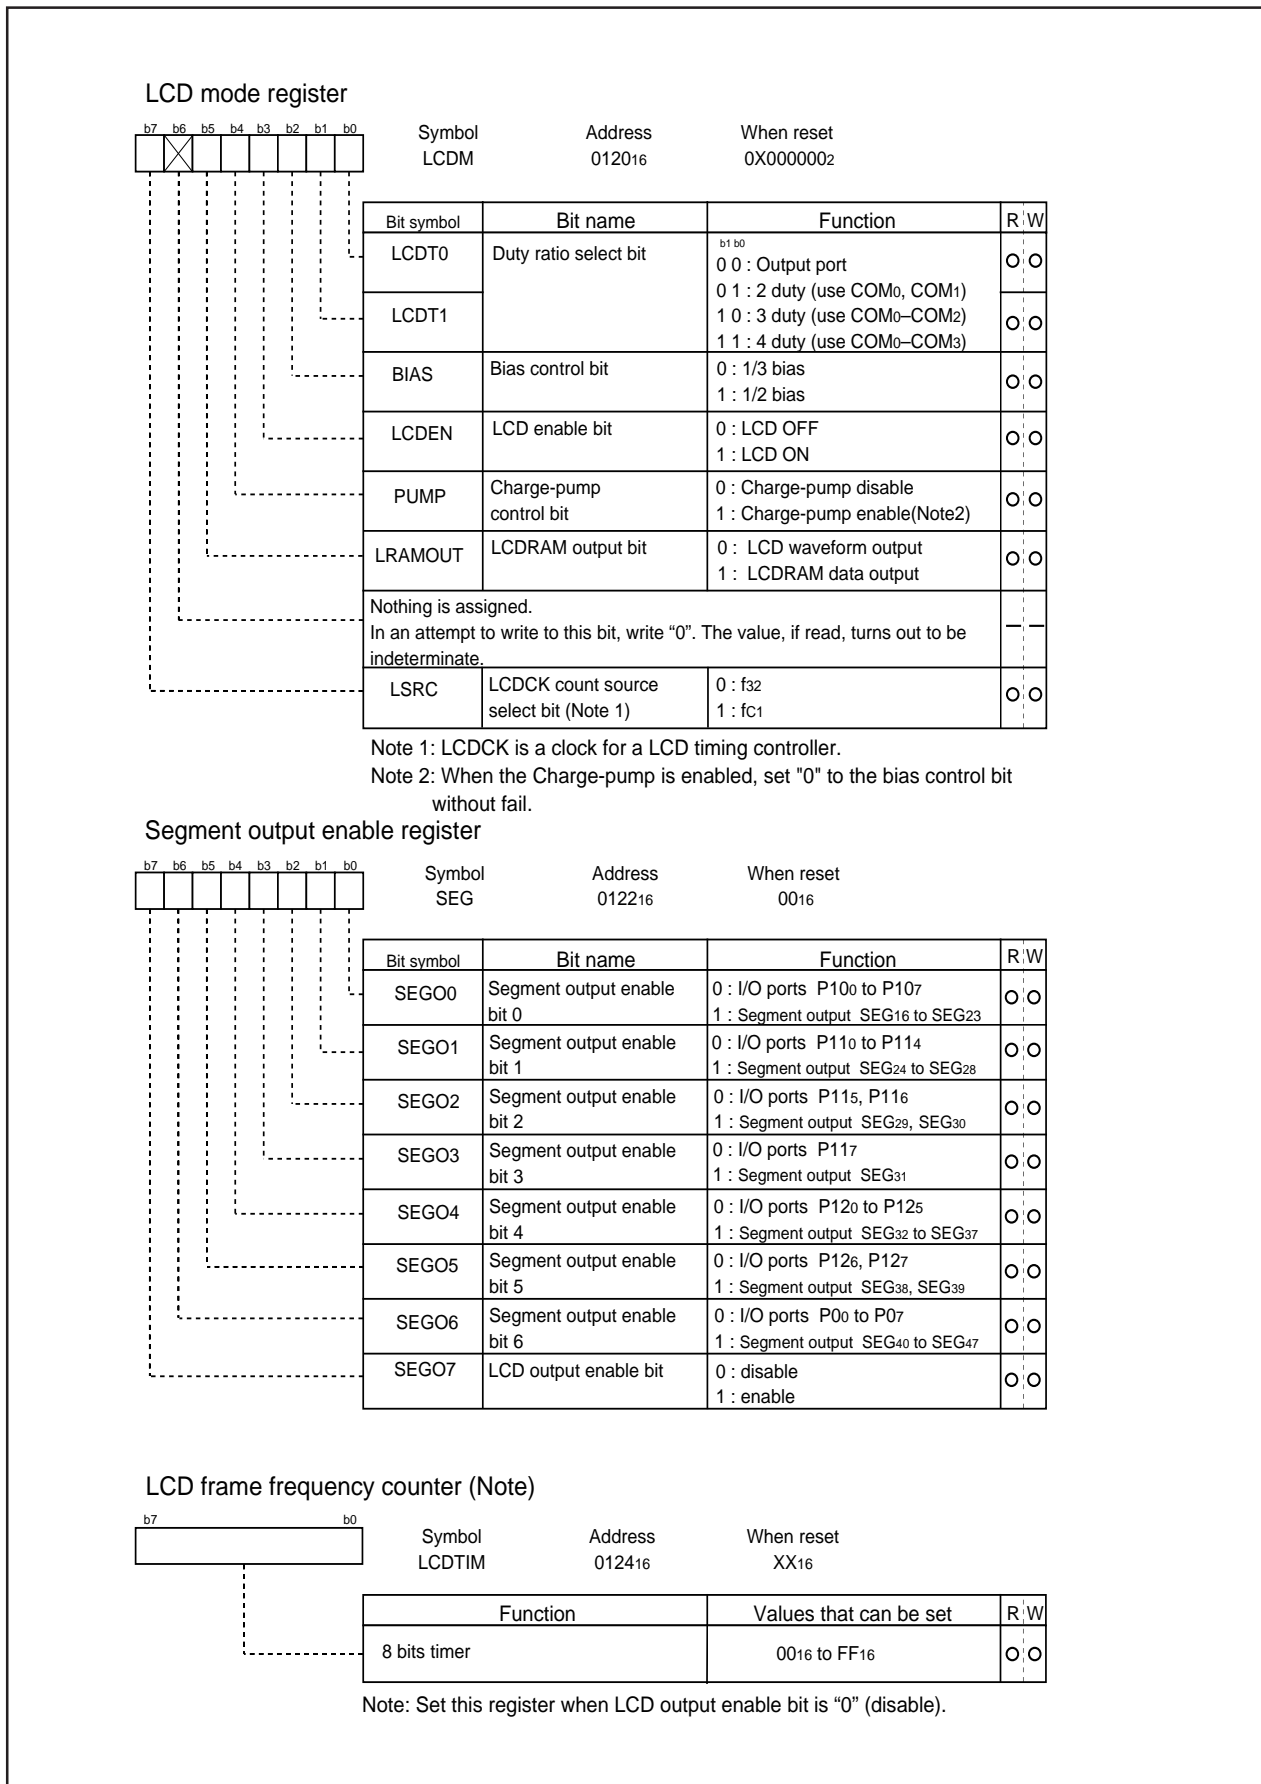 LCD mode register
b7 b6 b5 b4 b3 b2 b1 b0
Symbol Address When reset
LCDM 012016 0X0000002
Bit symbol Bit name Function R W
LCDT0 Duty ratio select bit
b1 b0
0 0 : Output port
0 1 : 2 duty (use COM0, COM1)
LCDT1
1 0 : 3 duty (use COM0–COM2)
1 1 : 4 duty (use COM0–COM3)
BIAS Bias control bit 0 : 1/3 bias
1 : 1/2 bias
LCDEN LCD enable bit 0 : LCD OFF
1 : LCD ON
PUMP Charge-pump 0 : Charge-pump disable
control bit 1 : Charge-pump enable(Note2)
LRAMOUT LCDRAM output bit 0 : LCD waveform output
1 : LCDRAM data output
Nothing is assigned.
In an attempt to write to this bit, write “0”. The value, if read, turns out to be
indeterminate.
LSRC LCDCK count source 0 : f32
select bit (Note 1) 1 : fC1
Note 1: LCDCK is a clock for a LCD timing controller.
Note 2: When the Charge-pump is enabled, set "0" to the bias control bit
without fail.
Segment output enable register
b7 b6 b5 b4 b3 b2 b1 b0
Symbol Address When reset
SEG 012216 0016
Bit symbol Bit name Function R W
SEGO0 Segment output enable 0 : I/O ports P100 to P107
bit 0 1 : Segment output SEG16 to SEG23
SEGO1 Segment output enable 0 : I/O ports P110 to P114
bit 1 1 : Segment output SEG24 to SEG28
SEGO2 Segment output enable 0 : I/O ports P115, P116
bit 2 1 : Segment output SEG29, SEG30
SEGO3 Segment output enable 0 : I/O ports P117
bit 3 1 : Segment output SEG31
SEGO4 Segment output enable 0 : I/O ports P120 to P125
bit 4 1 : Segment output SEG32 to SEG37
SEGO5 Segment output enable 0 : I/O ports P126, P127
bit 5 1 : Segment output SEG38, SEG39
SEGO6 Segment output enable 0 : I/O ports P00 to P07
bit 6 1 : Segment output SEG40 to SEG47
SEGO7 LCD output enable bit 0 : disable
1 : enable
LCD frame frequency counter (Note)
b7 b0
Symbol Address When reset
LCDTIM 012416 XX16
Function Values that can be set R W
8 bits timer 0016 to FF16
Note: Set this register when LCD output enable bit is “0” (disable).